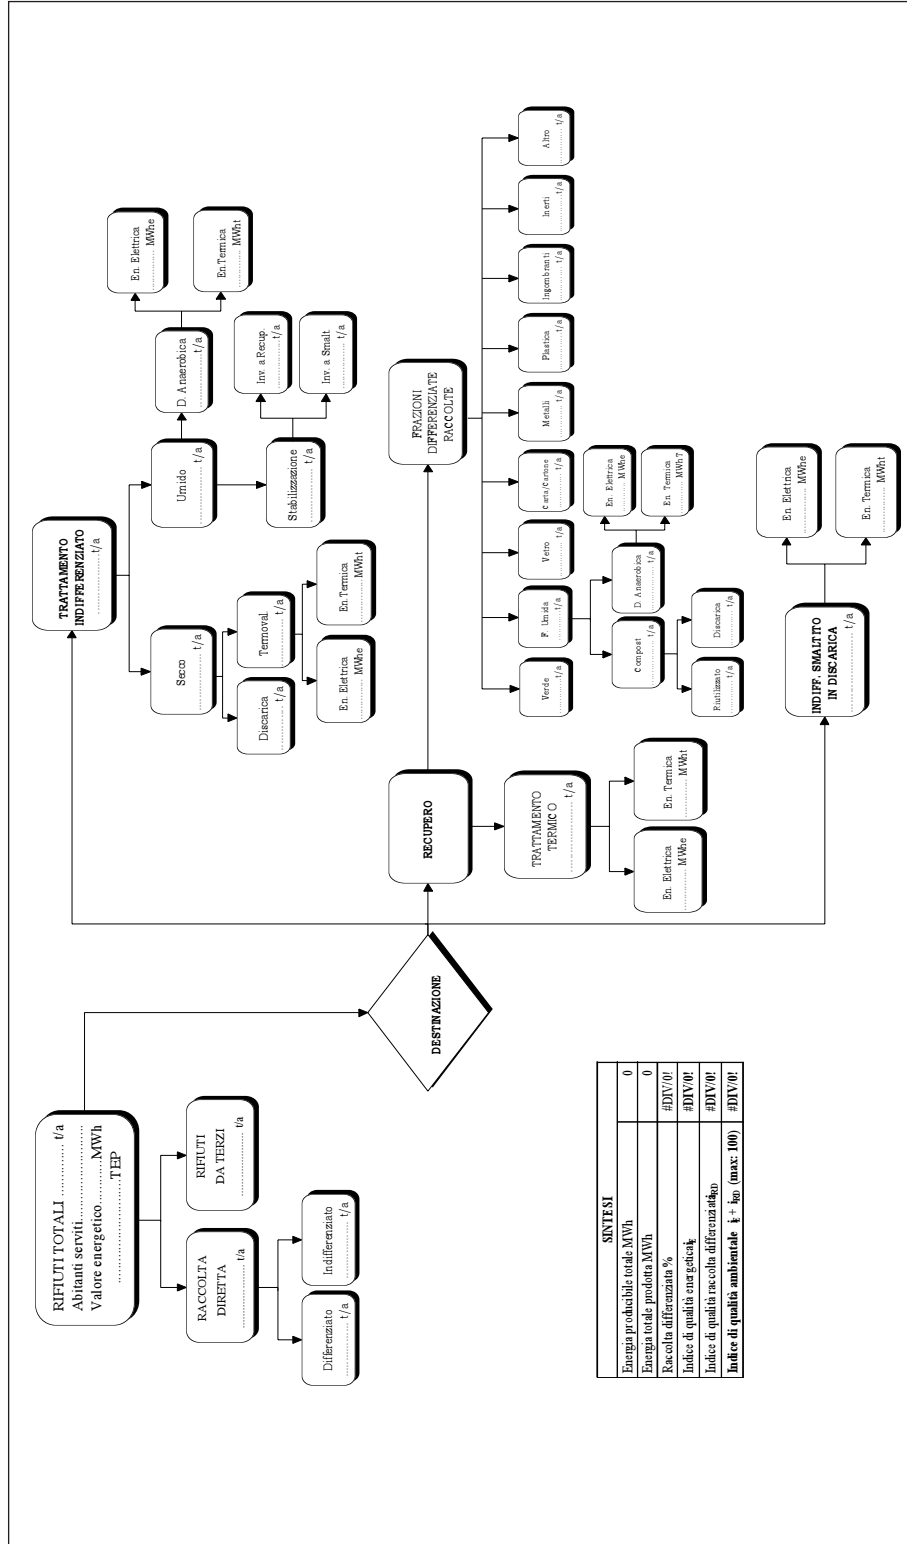 RIFIUTI TOTALI ............ t/a
Abitanti serviti.....................
Valore energetico............MWh
......................TEP
RACCOLTA
DIRETTA
................ t/a
RIFIUTI
DA TERZI
................ t/a
Differenziato
................ t/a
Indifferenziato
................ t/a
DESTINAZIONE
TRATTAMENTO
INDIFFERENZIATO
..................t/a
Secco
................ t/a
Umido
................ t/a
Discarica
................ t/a
Termoval.
................ t/a
En. Elettrica
............ MWhe
En. Termica
............ MWht
D. Anaerobica
................ t/a
En. Elettrica
............ MWhe
En. Termica
............ MWht
Stabilizzazione
................ t/a
Inv. a Recup.
................ t/a
Inv. a Smalt.
................ t/a
RECUPERO
TRATTAMENTO
TERMICO
................ t/a
En. Elettrica
............ MWhe
En. Termica
............ MWht
FRAZIONI
DIFFERENZIATE
RACCOLTE
Verde
............ t/a
F. Umida
............ t/a
Vetro
............ t/a
Carta/Cartone
............ t/a
Metalli
............ t/a
Plastica
............ t/a
Ingombranti
............ t/a
Inerti
............ t/a
Altro
............ t/a
Compost
............ t/a
D. Anaerobica
............ t/a
En. Elettrica
............ MWhe
En. Termica
............ MWhT
Riutilizzato
............ t/a
Discarica
............ t/a
INDIFF. SMALTITO
IN DISCARICA
................ t/a
En. Elettrica
............ MWhe
En. Termica
............ MWht
SINTESI
Energia producibile totale MWh 0
Energia totale prodotta MWh 0
Raccolta differenziata % #DIV/0!
Indice di qualità energetica iE #DIV/0!
Indice di qualità raccolta differenziata iRD #DIV/0!
Indice di qualità ambientale iE + iRD (max: 100) #DIV/0!